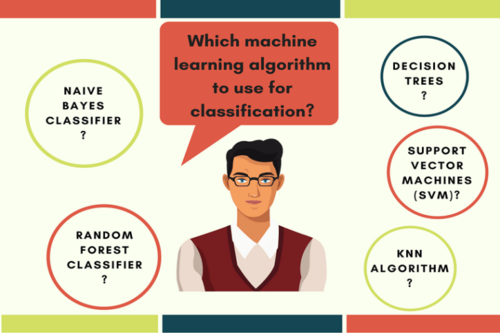 Which machine
learning algorithm
to use for
classification?
NAIVE
BAYES
CLASSIFIER
?
RANDOM
FOREST
CLASSIFIER
?
DECISION
TREES
?
SUPPORT
VECTOR
MACHINES
(SVM)?
KNN
ALGORITHM
?